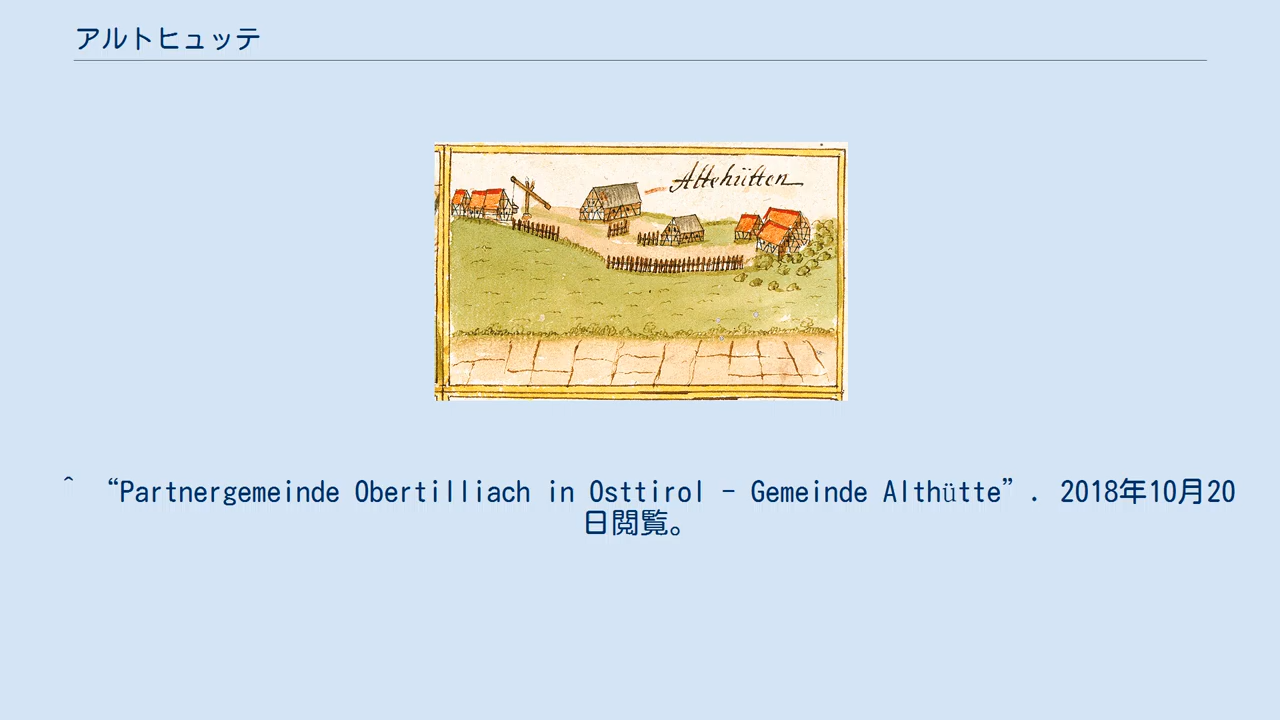 アルトヒュッテ
Altehütten
^ “Partnergemeinde Obertilliach in Osttirol - Gemeinde Althütte”. 2018年10月20
日閲覧。